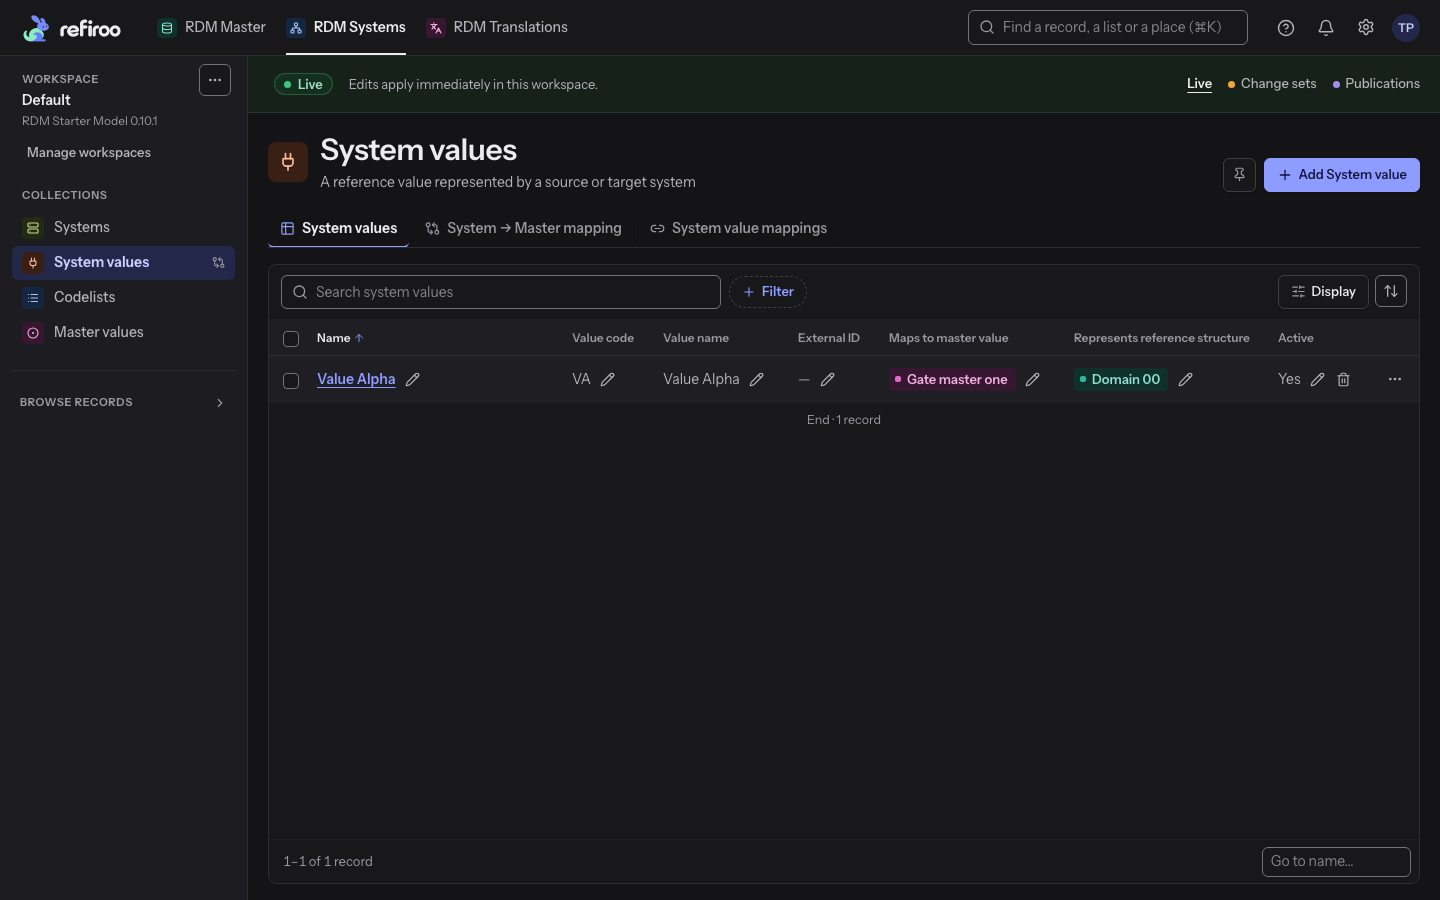 refiroo
RDM Master
RDM Systems
RDM Translations
Find a record, a list or a place (⌘K)
TP
WORKSPACE
Default
RDM Starter Model 0.10.1
Manage workspaces
COLLECTIONS
Systems
System values
Codelists
Master values
BROWSE RECORDS
Live
Edits apply immediately in this workspace.
Live
Change sets
Publications
System values
A reference value represented by a source or target system
Add System value
System values
System → Master mapping
System value mappings
Search system values
Filter
Display
Name ↑
Value code
Value name
External ID
Maps to master value
Represents reference structure
Active
Value Alpha
VA
Value Alpha
—
Gate master one
Domain 00
Yes
End · 1 record
1–1 of 1 record
Go to name...